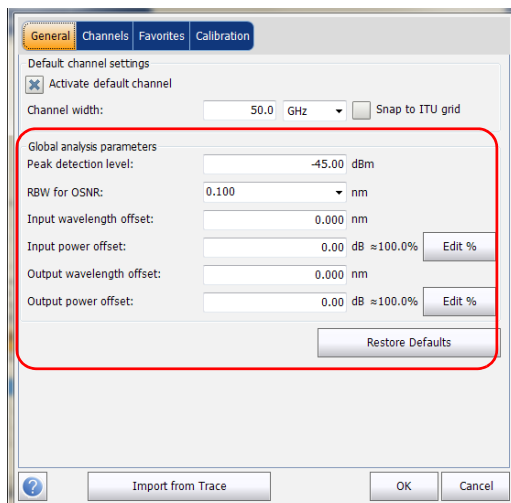 General Channels Favorites Calibration
Default channel settings
Activate default channel
Channel width: 50.0 GHz Snap to ITU grid
Global analysis parameters
Peak detection level: -45.00 dBm
RBW for OSNR: 0.100 nm
Input wavelength offset: 0.000 nm
Input power offset: 0.00 dB ≈100.0% Edit %
Output wavelength offset: 0.000 nm
Output power offset: 0.00 dB ≈100.0% Edit %
Restore Defaults
? Import from Trace OK Cancel